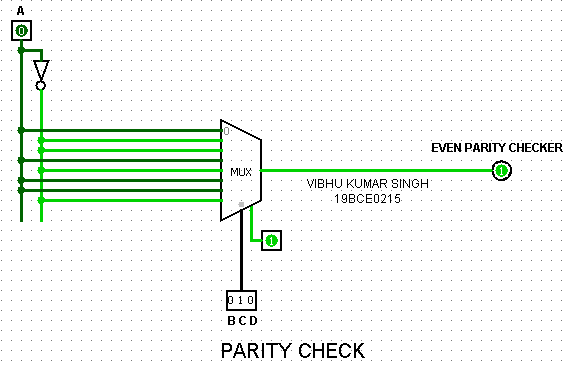 A
0
0
MUX
EVEN PARITY CHECKER
1
VIBHU KUMAR SINGH
19BCE0215
1
0 1 0
B C D
PARITY CHECK